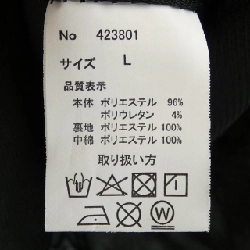 No 423801
サイズ L
品質表示
本体 ポリエステル 96%
ポリウレタン 4%
裏地 ポリエステル 100%
中綿 ポリエステル 100%
取り扱い方
W